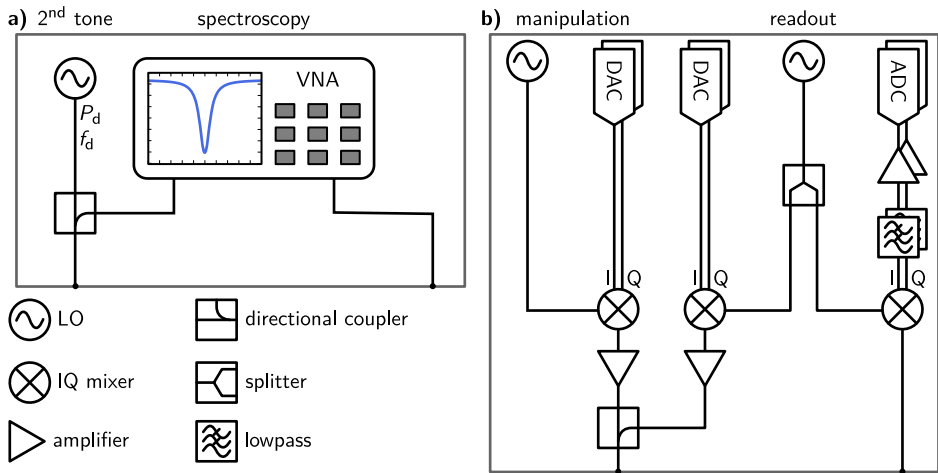 a) 2nd tone spectroscopy
VNA
Pd
fd
LO
directional coupler
IQ mixer
splitter
amplifier
lowpass
b) manipulation readout
DAC DAC ADC
I Q I Q I Q